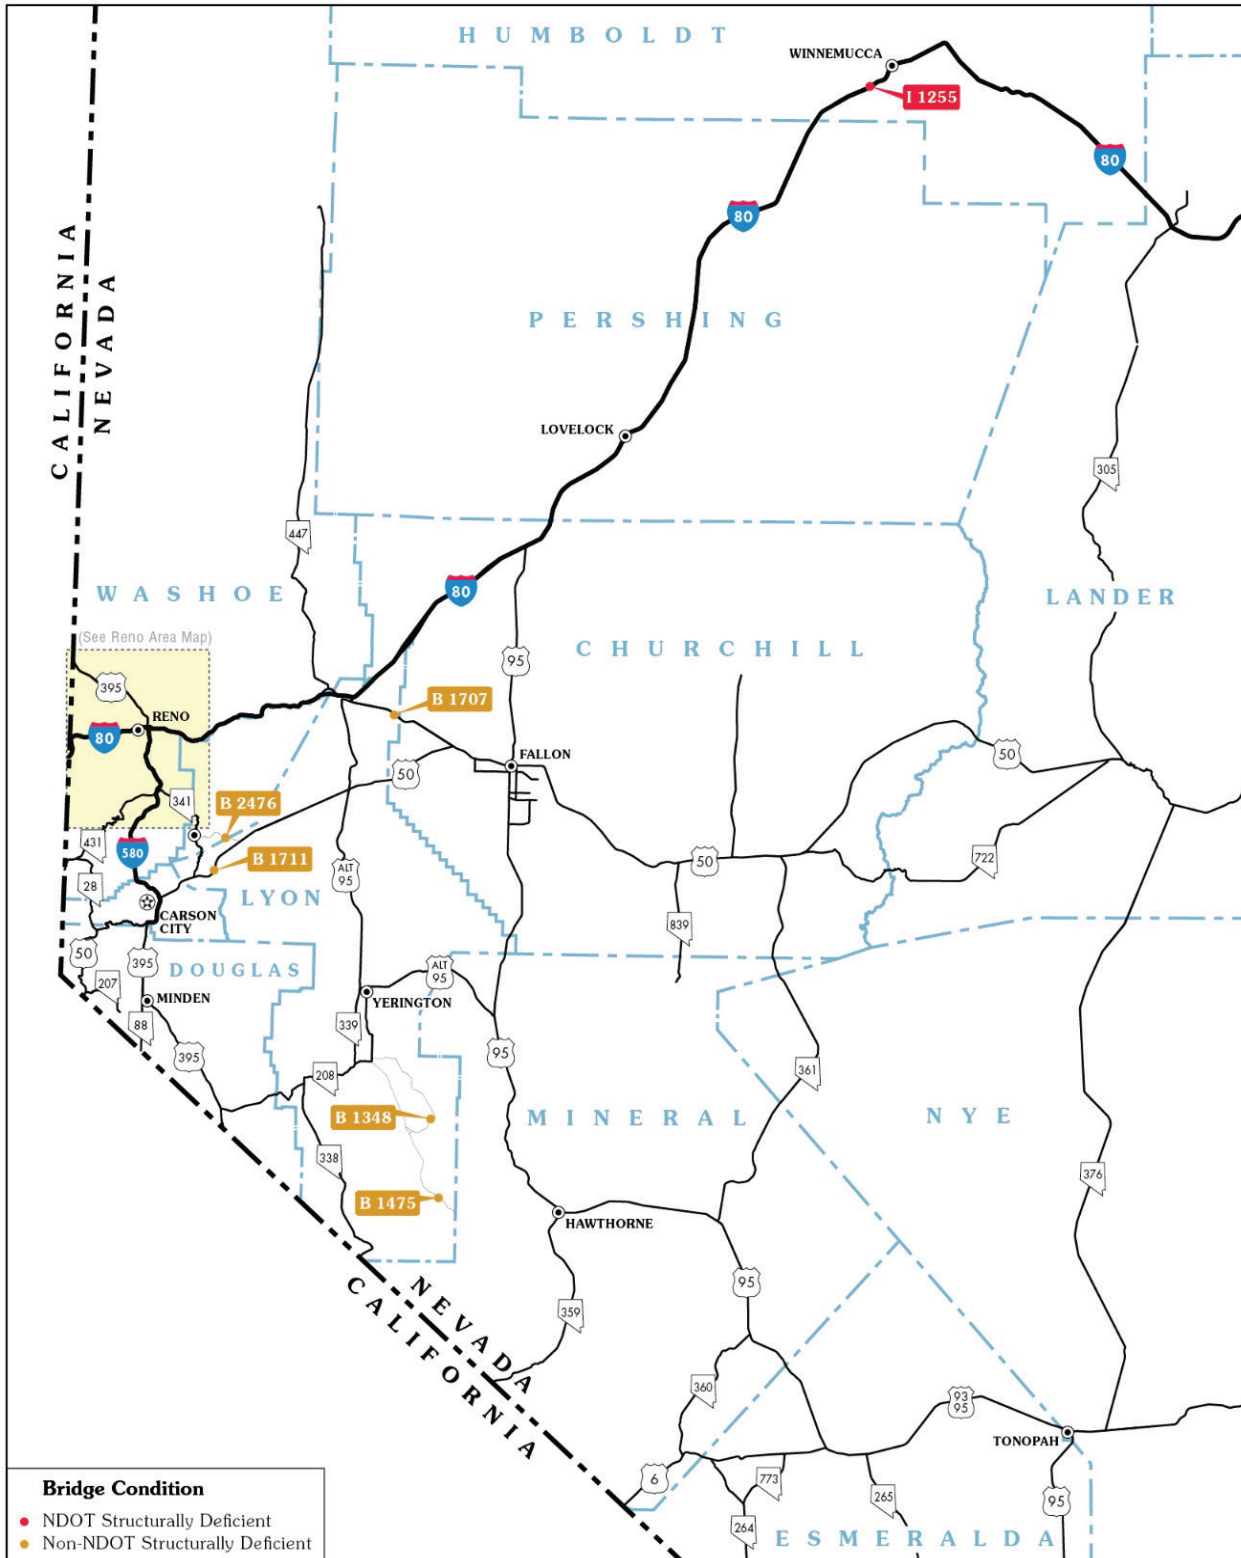 HUMBOLDT
WINNEMUCCA
I 1255
80
80
CALIFORNIA
NEVADA
PERSHING
LOVELOCK
305
447
80
WASHOE
LANDER
(See Reno Area Map)
CHURCHILL
95
395
B 1707
RENO
80
FALLON
50
50
341
B 2476
431
580
B 1711
50
722
28
ALT
95
LYON
CARSON
CITY
839
50
395
DOUGLAS
ALT
95
207
MINDEN
YERINGTON
88
339
395
95
208
361
B 1348
MINERAL
NYE
338
376
B 1475
HAWTHORNE
NEVADA
CALIFORNIA
95
359
360
93
95
TONOPAH
6
773
265
95
264
ESMERALDA
Bridge Condition
NDOT Structurally Deficient
Non-NDOT Structurally Deficient